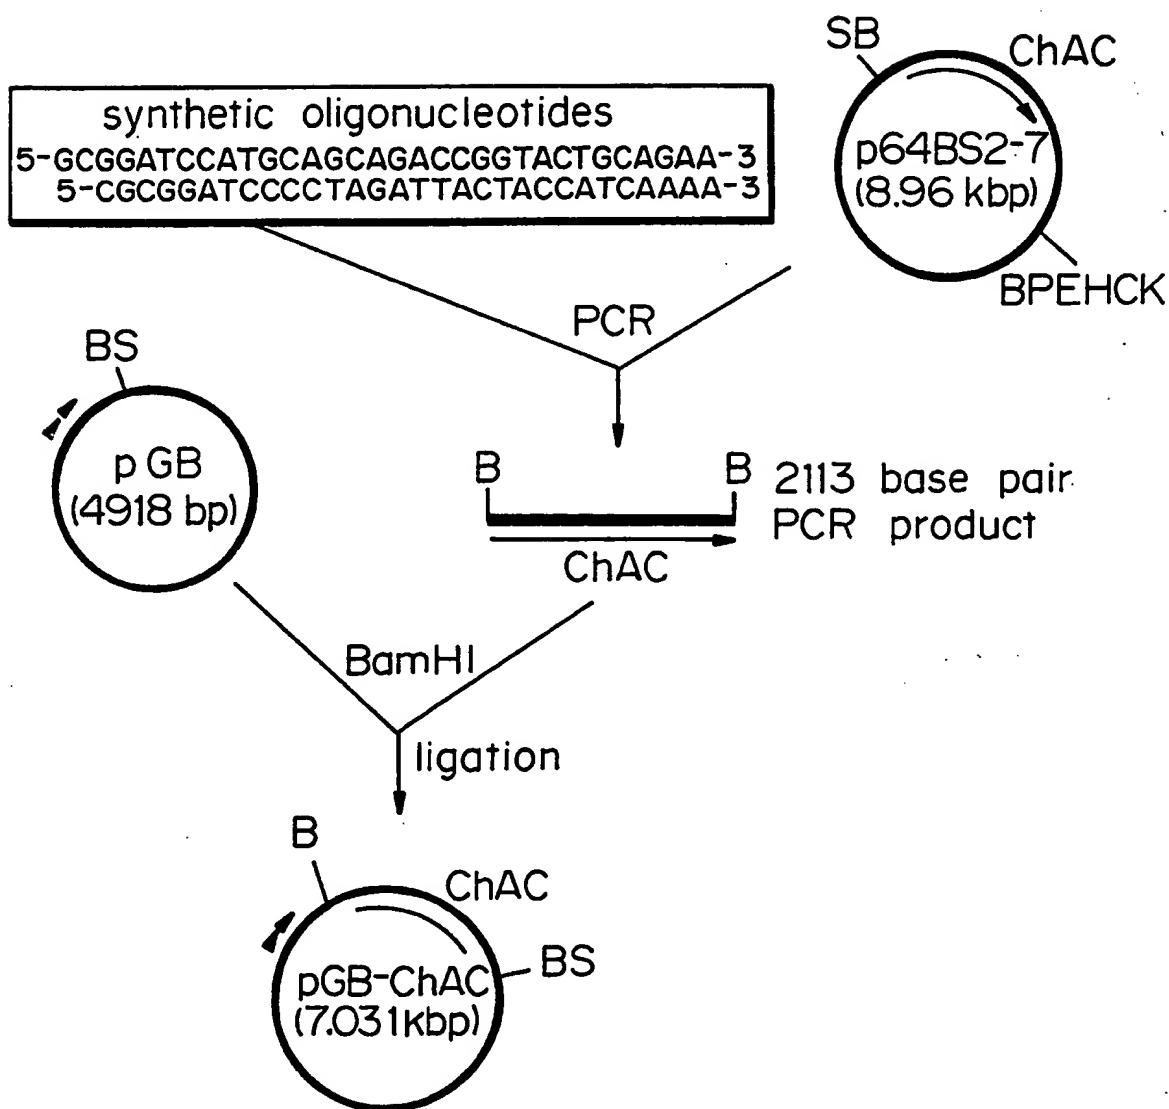 SB
ChAC
synthetic oligonucleotides
5-GCGGATCCATGCAGCAGACCGGTACTGCAGAA-3
5-CGCGGATCCCCTAGATTACTACCATCAAAA-3
p64BS2-7
(8.96 kbp)
BPEHCK
PCR
BS
pGB
(4918 bp)
B
B
2113 base pair
PCR product
ChAC
BamHI
ligation
B
ChAC
BS
pGB-ChAC
(7.031kbp)